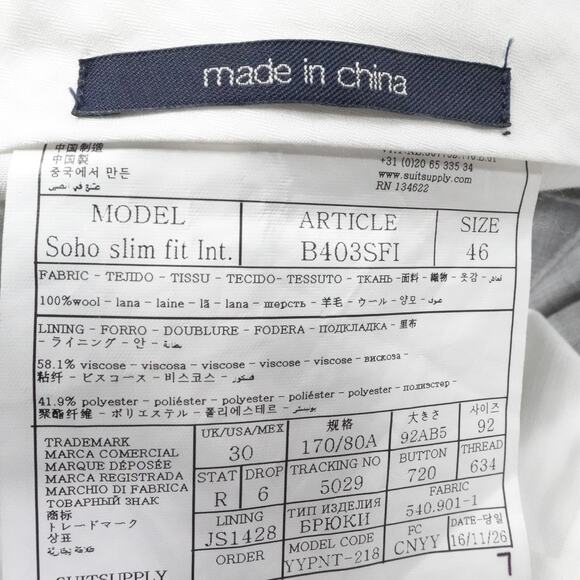 made in china
中国制造
中国製
중국에서 만든
+31 (0)20 65 335 34
www.suitsupply.com
RN 134622
MODEL
Soho slim fit Int.
ARTICLE
B403SFI
SIZE
46
FABRIC - TEJIDO - TISSU - TECIDO- TESSUTO - ТКАНЬ -面料 - 織物 - 옷감 - قماش
100%wool - lana - laine - lã - lana - шерсть - 羊毛 - ウール - 양모 - صوف
LINING - FORRO - DOUBLURE - FODERA - ПОДКЛАДКА - 里布
- ライニング - 안 - بطانة
58.1% viscose - viscosa - viscose - viscose - viscose - вискоза -
粘纤 - ビスコース - 비스코스 - فسكوز
41.9% polyester - poliéster - polyester - poliéster - polyester - полиэстер -
聚酯纤维 - ポリエステル - 폴리에스테르 - بوليستر
TRADEMARK
MARCA COMERCIAL
MARQUE DÉPOSÉE
MARCA REGISTRADA
MARCHIO DI FABRICA
ТОВАРНЫЙ ЗНАК
商标
トレードマーク
상표
علامة تجارية
SUITSUPPLY
UK/USA/MEX
30
规格
170/80A
大きさ
92AB5
사이즈
92
STAT
R
DROP
6
TRACKING NO
5029
BUTTON
720
THREAD
634
LINING
JS1428
ТИП ИЗДЕЛИЯ
БРЮКИ
FABRIC
540.901-1
ORDER
MODEL CODE
YYPNT-218
FC
CNYY
DATE-당일
16/11/26